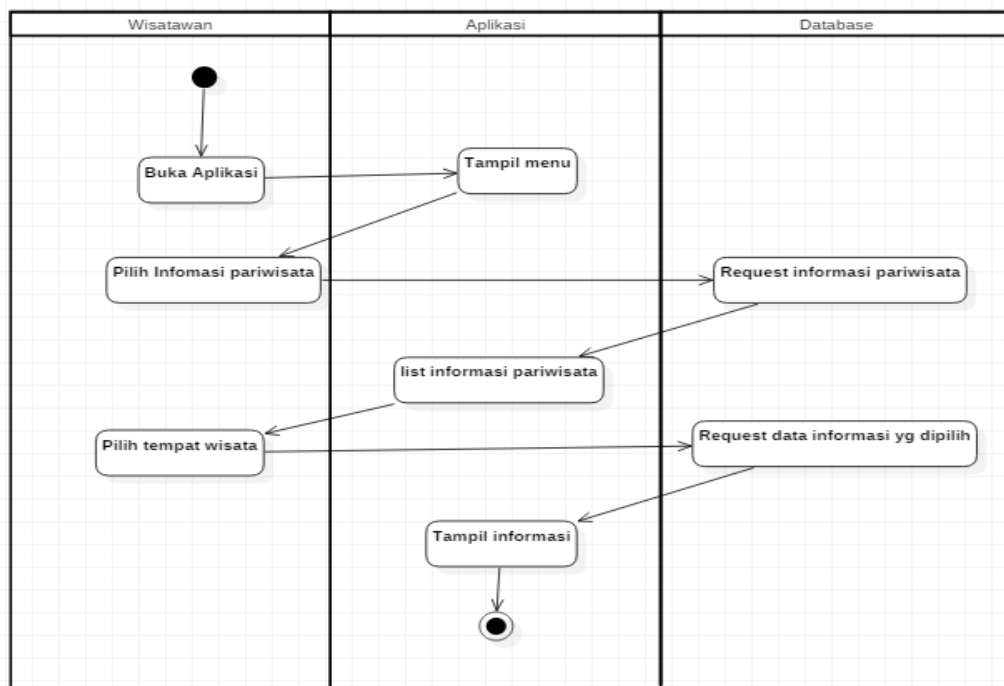 Wisatawan
Aplikasi
Database
Buka Aplikasi
Tampil menu
Pilih Infomasi pariwisata
Request informasi pariwisata
list informasi pariwisata
Pilih tempat wisata
Request data informasi yg dipilih
Tampil informasi